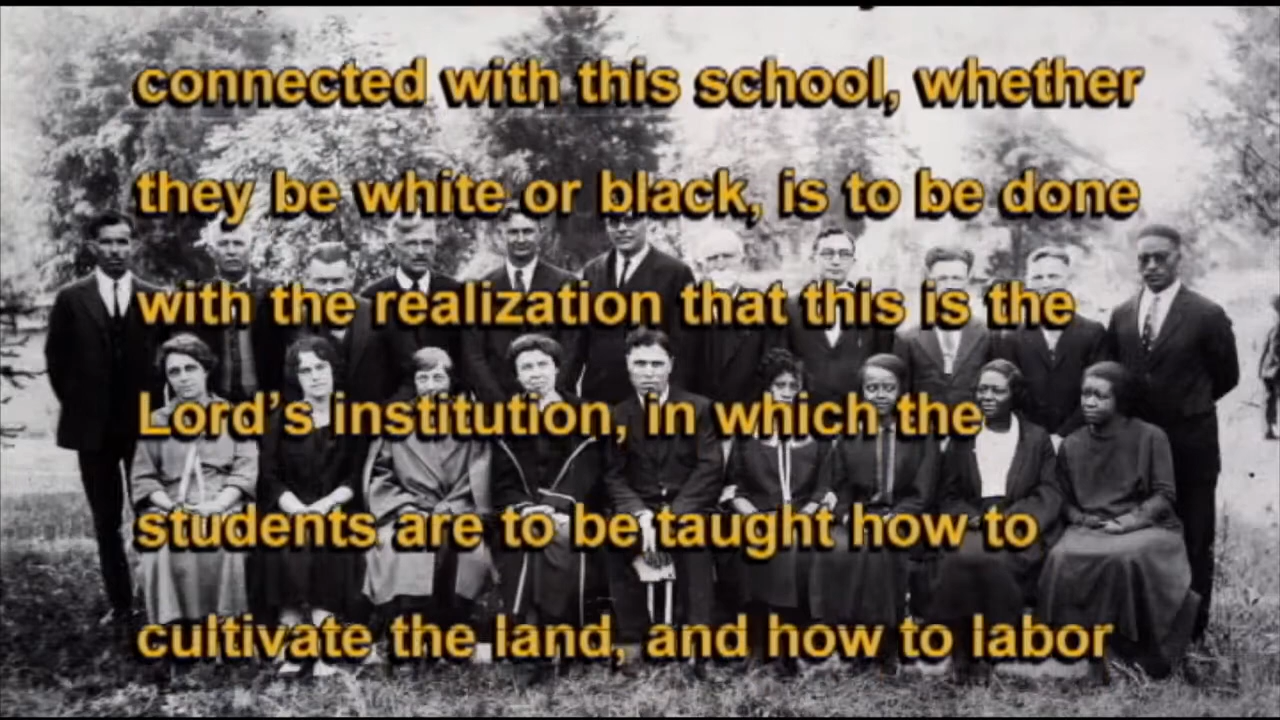 connected with this school, whether
they be white or black, is to be done
with the realization that this is the
Lord’s institution, in which the
students are to be taught how to
cultivate the land, and how to labor